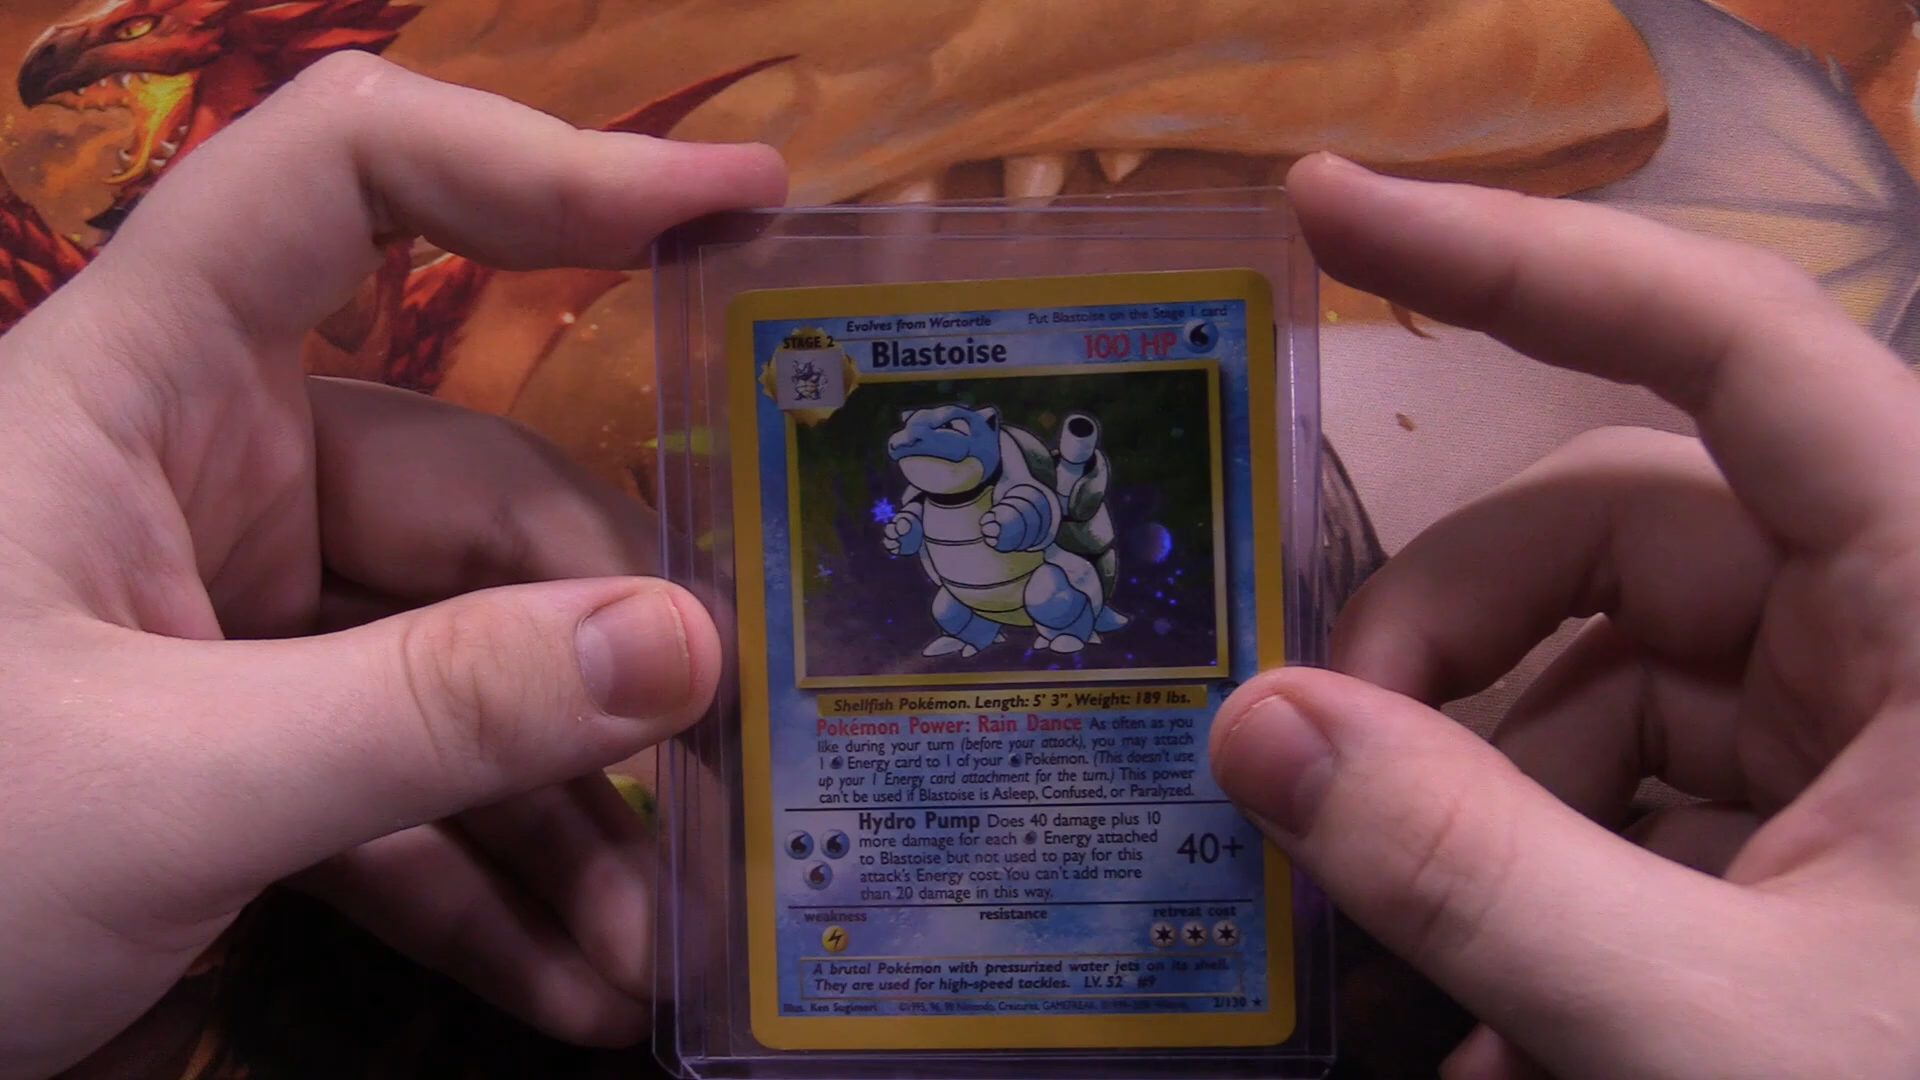 Evolves from Wartortle Put Blastoise on the Stage 1 card
STAGE 2
Blastoise 100 HP
Shellfish Pokémon. Length: 5' 3", Weight: 189 lbs.
Pokémon Power: Rain Dance As often as you
like during your turn (before your attack), you may attach
1 Energy card to 1 of your Pokémon. (This doesn't use
up your 1 Energy card attachment for the turn.) This power
can't be used if Blastoise is Asleep, Confused, or Paralyzed.
Hydro Pump Does 40 damage plus 10
more damage for each Energy attached
to Blastoise but not used to pay for this
attack's Energy cost. You can't add more
than 20 damage in this way.
40+
weakness resistance retreat cost
A brutal Pokémon with pressurized water jets on its shell.
They are used for high-speed tackles. LV. 52 #9
Illus. Ken Sugimori ©1995, 96, 98 Nintendo, Creatures, GAMEFREAK. 2/130